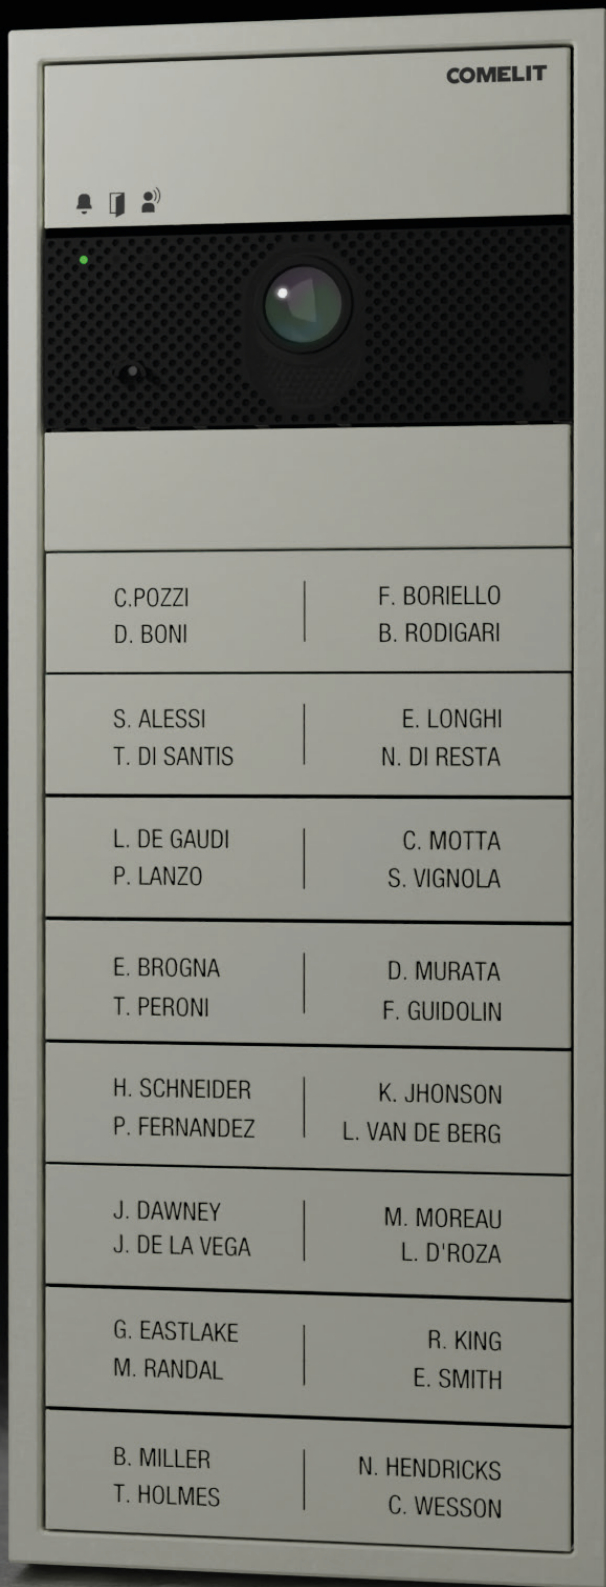 COMELIT
C.POZZI
D. BONI
F. BORIELLO
B. RODIGARI
S. ALESSI
T. DI SANTIS
E. LONGHI
N. DI RESTA
L. DE GAUDI
P. LANZO
C. MOTTA
S. VIGNOLA
E. BROGNA
T. PERONI
D. MURATA
F. GUIDOLIN
H. SCHNEIDER
P. FERNANDEZ
K. JHONSON
L. VAN DE BERG
J. DAWNEY
J. DE LA VEGA
M. MOREAU
L. D'ROZA
G. EASTLAKE
M. RANDAL
R. KING
E. SMITH
B. MILLER
T. HOLMES
N. HENDRICKS
C. WESSON